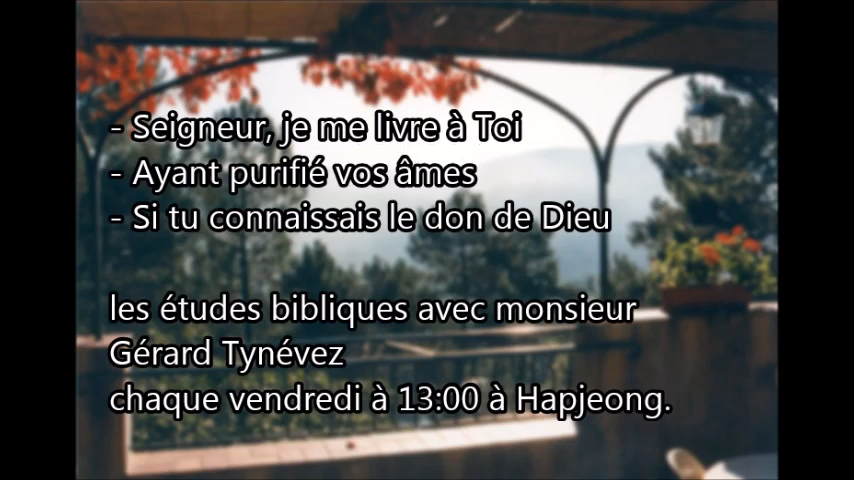 - Seigneur, je me livre à Toi
- Ayant purifié vos âmes
- Si tu connaissais le don de Dieu
les études bibliques avec monsieur
Gérard Tynévez
chaque vendredi à 13:00 à Hapjeong.